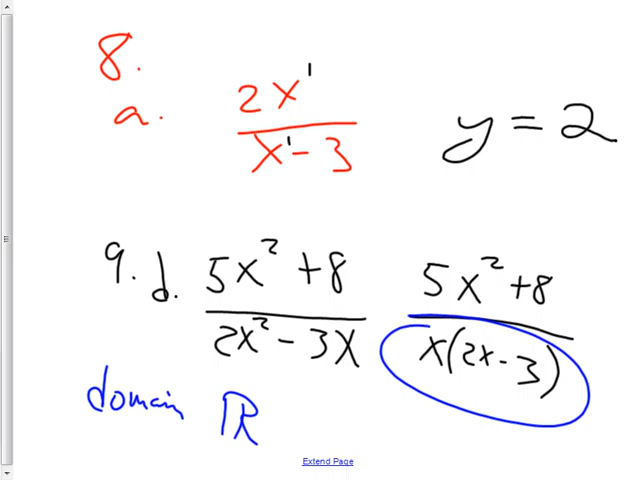 8.
a. 2x¹/(x¹ - 3) y = 2
9. d. (5x² + 8)/(2x² - 3x) (5x² + 8)/(x(2x - 3))
domain ℝ
Extend Page